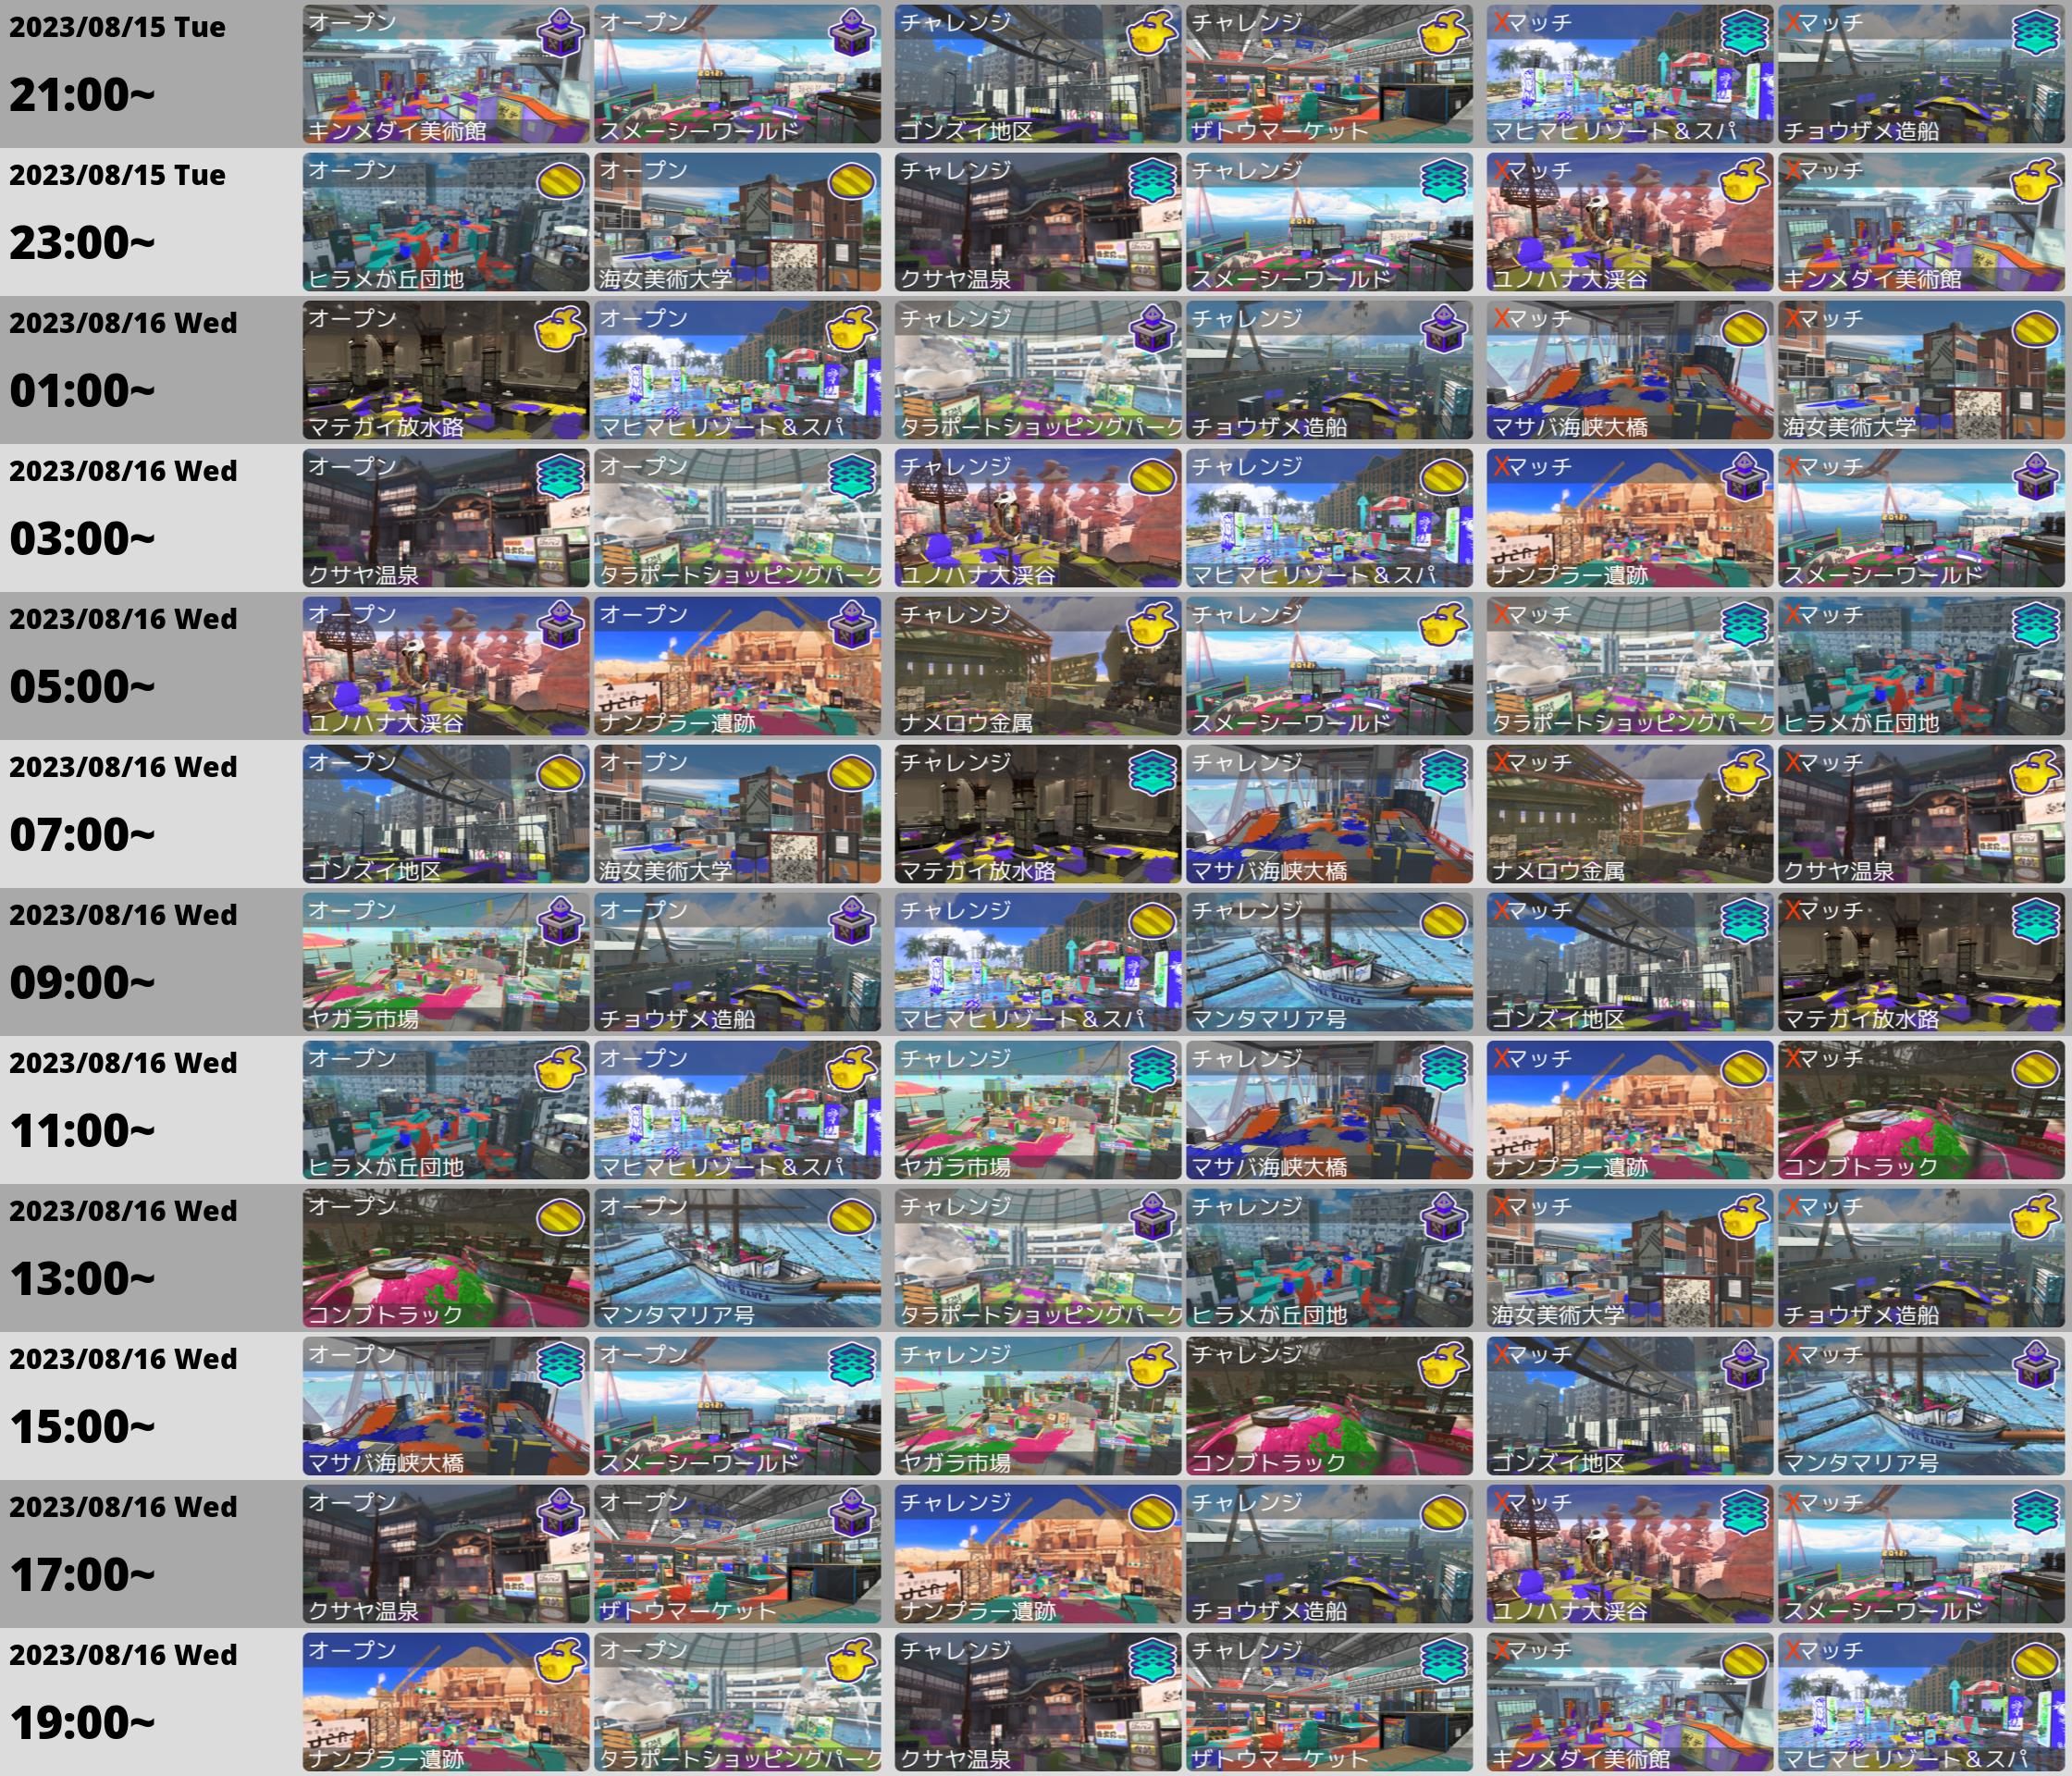 2023/08/15 Tue
21:00~
オープン
キンメダイ美術館
オープン
スメーシーワールド
チャレンジ
ゴンズイ地区
チャレンジ
ザトウマーケット
Xマッチ
マヒマヒリゾート＆スパ
Xマッチ
チョウザメ造船
2023/08/15 Tue
23:00~
オープン
ヒラメが丘団地
オープン
海女美術大学
チャレンジ
クサヤ温泉
チャレンジ
スメーシーワールド
Xマッチ
ユノハナ大渓谷
Xマッチ
キンメダイ美術館
2023/08/16 Wed
01:00~
オープン
マテガイ放水路
オープン
マヒマヒリゾート＆スパ
チャレンジ
タラポートショッピングパーク
チャレンジ
チョウザメ造船
Xマッチ
マサバ海峡大橋
Xマッチ
海女美術大学
2023/08/16 Wed
03:00~
オープン
クサヤ温泉
オープン
タラポートショッピングパーク
チャレンジ
ユノハナ大渓谷
チャレンジ
マヒマヒリゾート＆スパ
Xマッチ
ナンプラー遺跡
Xマッチ
スメーシーワールド
2023/08/16 Wed
05:00~
オープン
ユノハナ大渓谷
オープン
ナンプラー遺跡
チャレンジ
ナメロウ金属
チャレンジ
スメーシーワールド
Xマッチ
タラポートショッピングパーク
Xマッチ
ヒラメが丘団地
2023/08/16 Wed
07:00~
オープン
ゴンズイ地区
オープン
海女美術大学
チャレンジ
マテガイ放水路
チャレンジ
マサバ海峡大橋
Xマッチ
ナメロウ金属
Xマッチ
クサヤ温泉
2023/08/16 Wed
09:00~
オープン
ヤガラ市場
オープン
チョウザメ造船
チャレンジ
マヒマヒリゾート＆スパ
チャレンジ
マンタマリア号
Xマッチ
ゴンズイ地区
Xマッチ
マテガイ放水路
2023/08/16 Wed
11:00~
オープン
ヒラメが丘団地
オープン
マヒマヒリゾート＆スパ
チャレンジ
ヤガラ市場
チャレンジ
マサバ海峡大橋
Xマッチ
ナンプラー遺跡
Xマッチ
コンブトラック
2023/08/16 Wed
13:00~
オープン
コンブトラック
オープン
マンタマリア号
チャレンジ
タラポートショッピングパーク
チャレンジ
ヒラメが丘団地
Xマッチ
海女美術大学
Xマッチ
チョウザメ造船
2023/08/16 Wed
15:00~
オープン
マサバ海峡大橋
オープン
スメーシーワールド
チャレンジ
ヤガラ市場
チャレンジ
コンブトラック
Xマッチ
ゴンズイ地区
Xマッチ
マンタマリア号
2023/08/16 Wed
17:00~
オープン
クサヤ温泉
オープン
ザトウマーケット
チャレンジ
ナンプラー遺跡
チャレンジ
チョウザメ造船
Xマッチ
ユノハナ大渓谷
Xマッチ
スメーシーワールド
2023/08/16 Wed
19:00~
オープン
ナンプラー遺跡
オープン
タラポートショッピングパーク
チャレンジ
クサヤ温泉
チャレンジ
ザトウマーケット
Xマッチ
キンメダイ美術館
Xマッチ
マヒマヒリゾート＆スパ